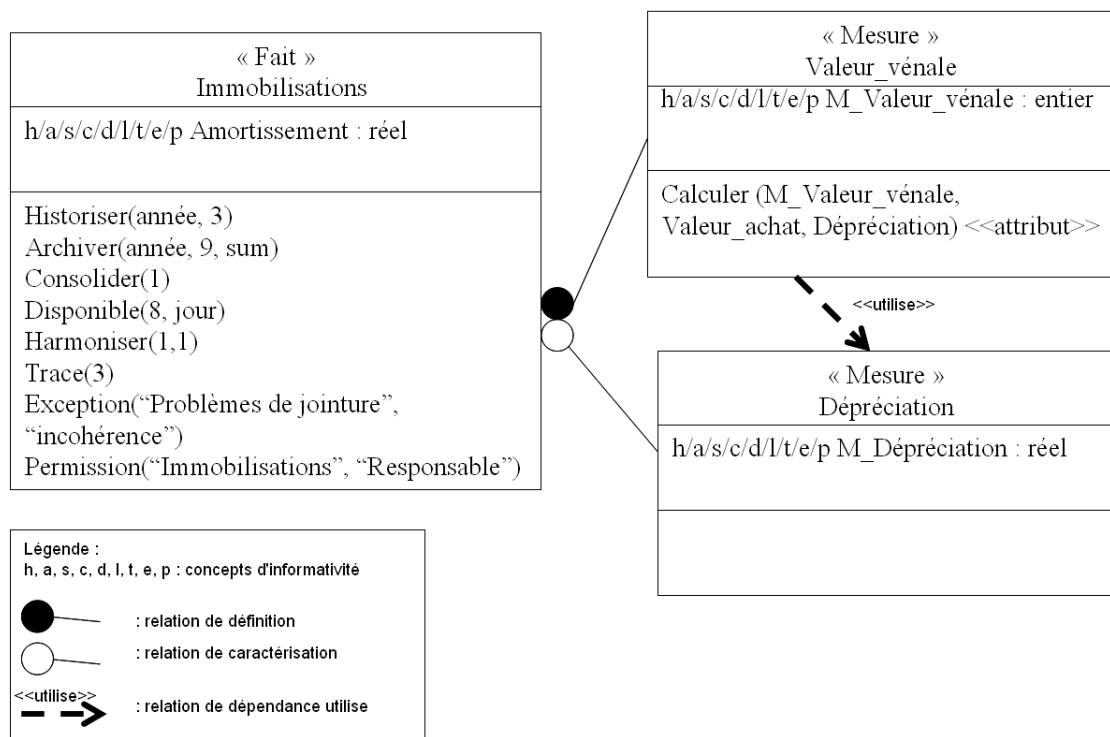 « Fait »
Immobilisations
h/a/s/c/d/l/t/e/p Amortissement : réel
Historiser(année, 3)
Archiver(année, 9, sum)
Consolider(1)
Disponible(8, jour)
Harmoniser(1,1)
Trace(3)
Exception(“Problèmes de jointure”,
“incohérence”)
Permission(“Immobilisations”, “Responsable”)
« Mesure »
Valeur_vénale
h/a/s/c/d/l/t/e/p M_Valeur_vénale : entier
Calculer (M_Valeur_vénale,
Valeur_achat, Dépréciation) <<attribut>>
<<utilise>>
« Mesure »
Dépréciation
h/a/s/c/d/l/t/e/p M_Dépréciation : réel
Légende :
h, a, s, c, d, l, t, e, p : concepts d'informativité
: relation de définition
: relation de caractérisation
<<utilise>>
: relation de dépendance utilise